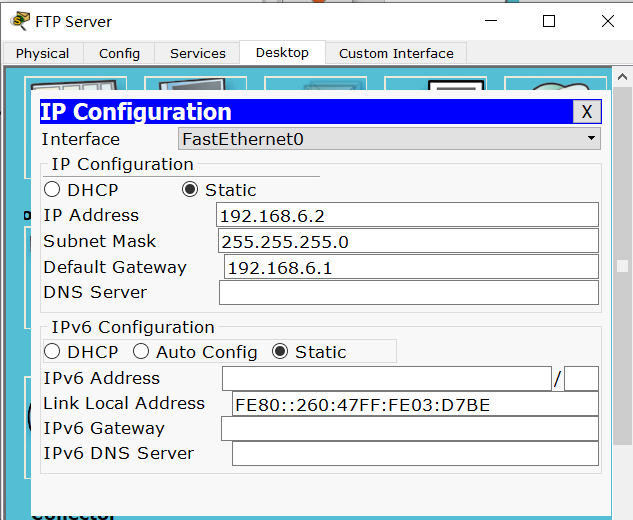 FTP Server
Physical Config Services Desktop Custom Interface
IP Configuration X
Interface FastEthernet0
IP Configuration
DHCP Static
IP Address 192.168.6.2
Subnet Mask 255.255.255.0
Default Gateway 192.168.6.1
DNS Server
IPv6 Configuration
DHCP Auto Config Static
IPv6 Address /
Link Local Address FE80::260:47FF:FE03:D7BE
IPv6 Gateway
IPv6 DNS Server
Collector